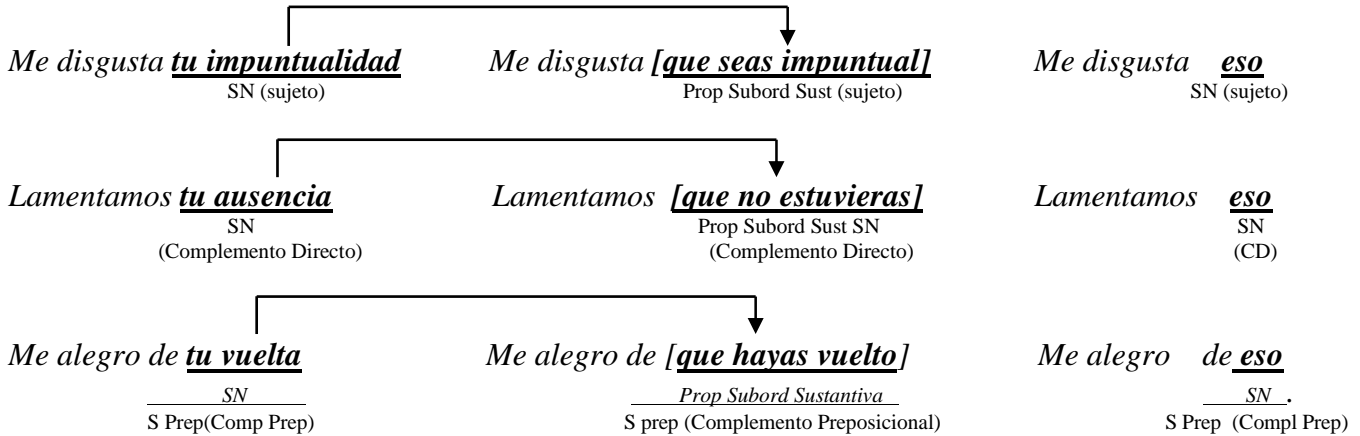 Me disgusta tu impuntualidad Me disgusta [que seas impuntual] Me disgusta eso
SN (sujeto) Prop Subord Sust (sujeto) SN (sujeto)
Lamentamos tu ausencia Lamentamos [que no estuvieras] Lamentamos eso
SN Prop Subord Sust SN SN
(Complemento Directo) (Complemento Directo) (CD)
Me alegro de tu vuelta Me alegro de [que hayas vuelto] Me alegro de eso
SN Prop Subord Sustantiva SN .
S Prep(Comp Prep) S prep (Complemento Preposicional) S Prep (Compl Prep)